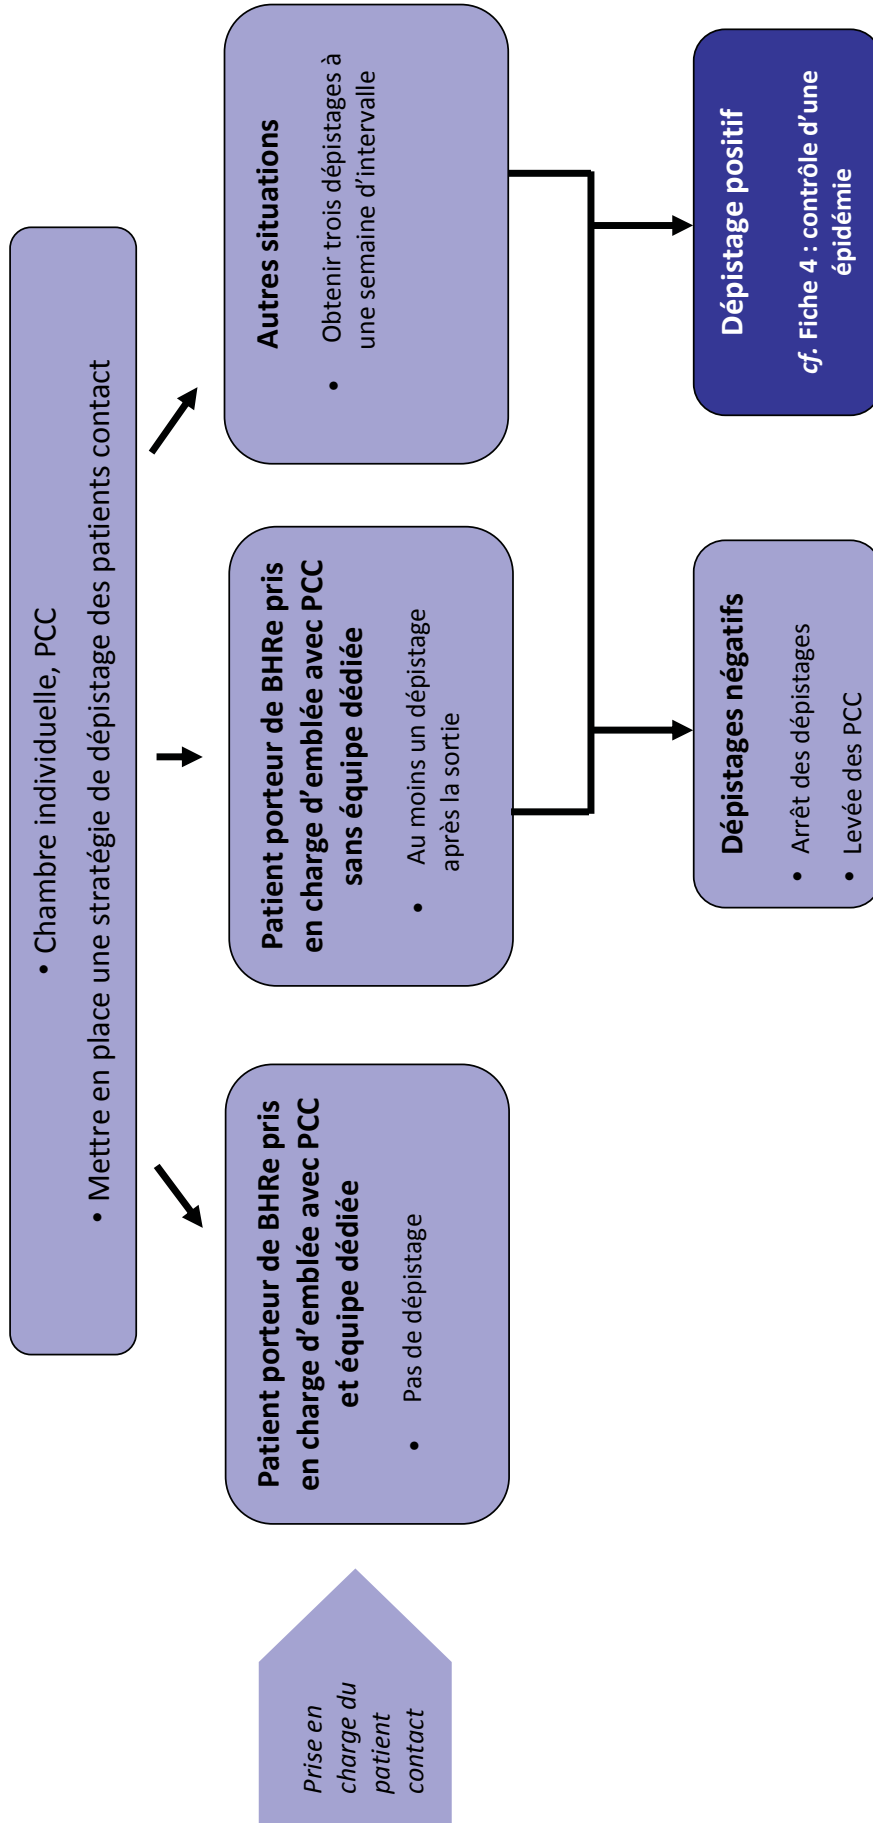 • Chambre individuelle, PCC
• Mettre en place une stratégie de dépistage des patients contact
Prise en
charge du
patient
contact
Patient porteur de BHRe pris
en charge d’emblée avec PCC
et équipe dédiée
• Pas de dépistage
Patient porteur de BHRe pris
en charge d’emblée avec PCC
sans équipe dédiée
• Au moins un dépistage
après la sortie
Autres situations
• Obtenir trois dépistages à
une semaine d’intervalle
Dépistages négatifs
• Arrêt des dépistages
• Levée des PCC
Dépistage positif
cf. Fiche 4 : contrôle d’une
épidémie